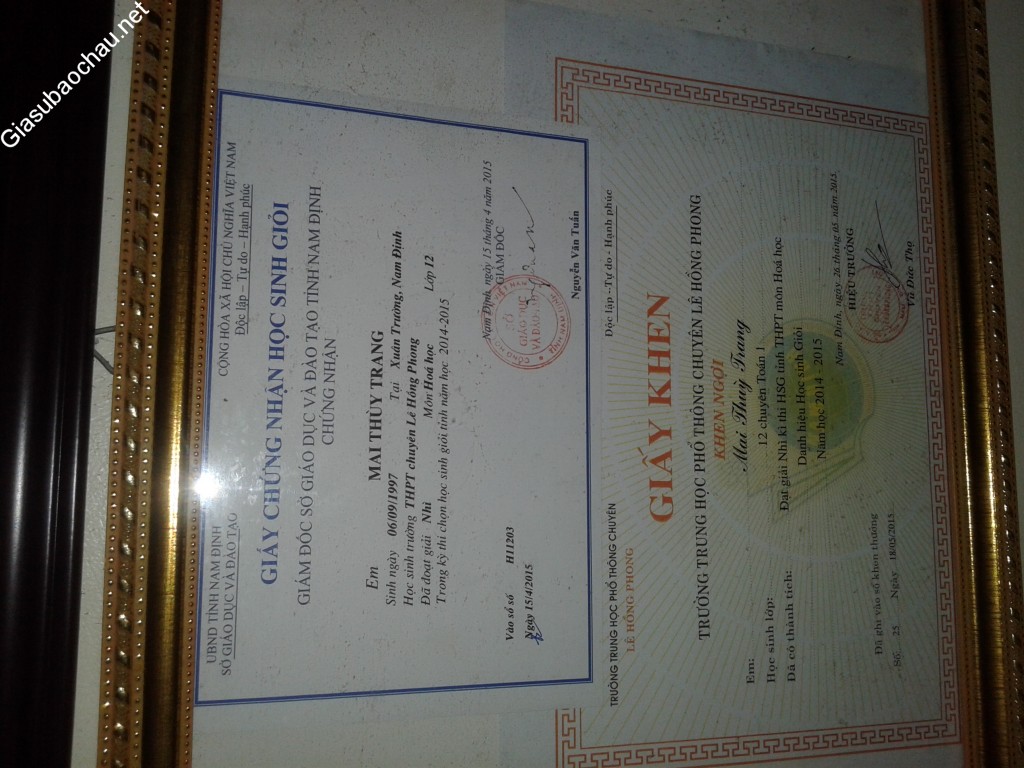 Giasubaochau.net
UBND TỈNH NAM ĐỊNH
SỞ GIÁO DỤC VÀ ĐÀO TẠO
CỘNG HÒA XÃ HỘI CHỦ NGHĨA VIỆT NAM
Độc lập – Tự do – Hạnh phúc
GIẤY CHỨNG NHẬN HỌC SINH GIỎI
GIÁM ĐỐC SỞ GIÁO DỤC VÀ ĐÀO TẠO TỈNH NAM ĐỊNH
CHỨNG NHẬN
Em MAI THÙY TRANG
Sinh ngày 06/09/1997 Tại Xuân Trường, Nam Định
Học sinh trường THPT chuyên Lê Hồng Phong
Đã đoạt giải Nhì Môn Hoá học Lớp 12
Trong kỳ thi chọn học sinh giỏi tỉnh năm học 2014-2015
Vào sổ số H11203
Ngày 15/4/2015
Nam Định, ngày 15 tháng 4 năm 2015
GIÁM ĐỐC
SỞ
GIÁO DỤC
VÀ ĐÀO
Nguyễn Văn Tuấn
TRƯỜNG TRUNG HỌC PHỔ THÔNG CHUYÊN
LÊ HỒNG PHONG
Độc lập – Tự do - Hạnh phúc
GIẤY KHEN
TRƯỜNG TRUNG HỌC PHỔ THÔNG CHUYÊN LÊ HỒNG PHONG
KHEN NGỢI
Em: Mai Thuỳ Trang
Học sinh lớp: 12 chuyên Toán 1
Đã có thành tích: Đạt giải Nhì kì thi HSG tỉnh THPT môn Hoá học
Danh hiệu Học sinh Giỏi
Năm học 2014 - 2015
Đã ghi vào sổ khen thưởng
Số: 25 Ngày 18/05/2015
Nam Định, ngày 26 tháng 05 năm 2015
HIỆU TRƯỞNG
Vũ Đức Thọ